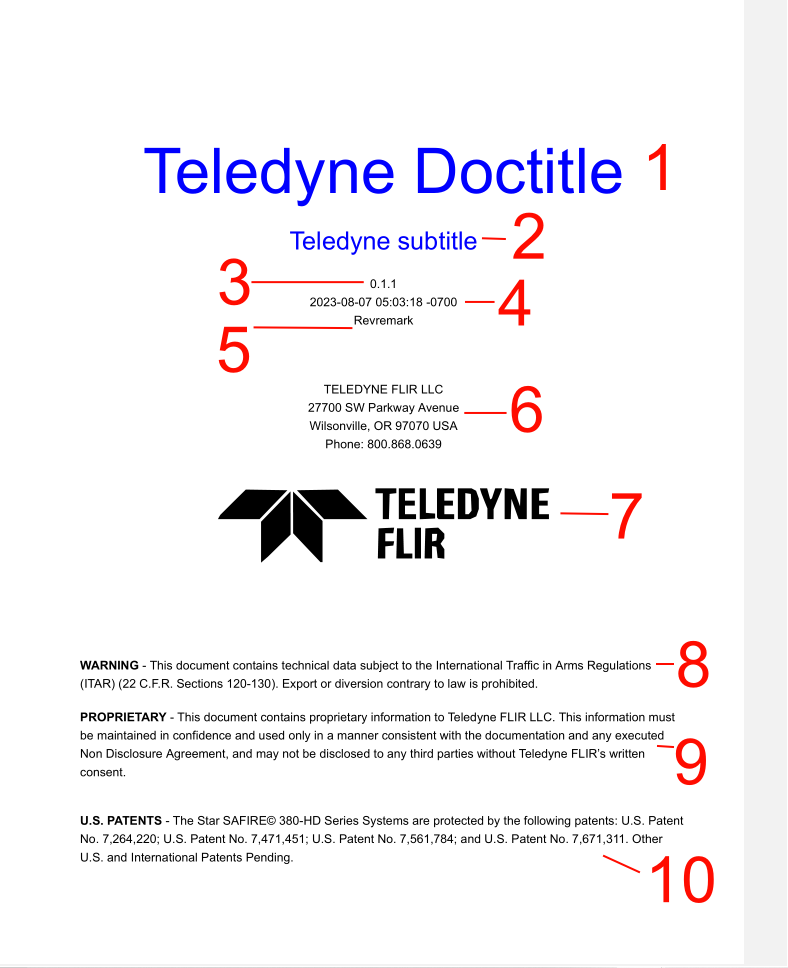 Teledyne Doctitle 1
Teledyne subtitle 2
3 0.1.1
2023-08-07 05:03:18 -0700 4
5 Revremark
TELEDYNE FLIR LLC
27700 SW Parkway Avenue 6
Wilsonville, OR 97070 USA
Phone: 800.868.0639
TELEDYNE 7
FLIR
WARNING - This document contains technical data subject to the International Traffic in Arms Regulations 8
(ITAR) (22 C.F.R. Sections 120-130). Export or diversion contrary to law is prohibited.
PROPRIETARY - This document contains proprietary information to Teledyne FLIR LLC. This information must
be maintained in confidence and used only in a manner consistent with the documentation and any executed
Non Disclosure Agreement, and may not be disclosed to any third parties without Teledyne FLIR's written 9
consent.
U.S. PATENTS - The Star SAFIRE© 380-HD Series Systems are protected by the following patents: U.S. Patent
No. 7,264,220; U.S. Patent No. 7,471,451; U.S. Patent No. 7,561,784; and U.S. Patent No. 7,671,311. Other
U.S. and International Patents Pending. 10